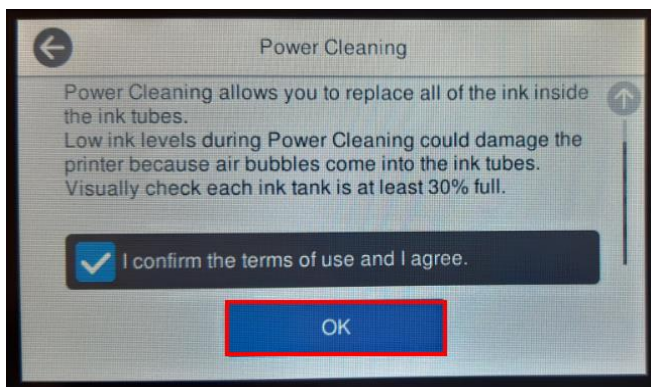 Power Cleaning
Power Cleaning allows you to replace all of the ink inside
the ink tubes.
Low ink levels during Power Cleaning could damage the
printer because air bubbles come into the ink tubes.
Visually check each ink tank is at least 30% full.
I confirm the terms of use and I agree.
OK